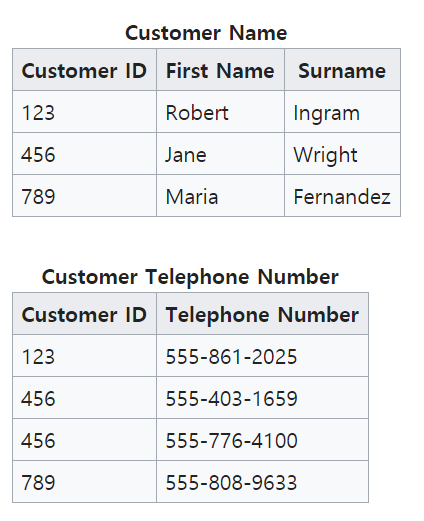 Customer Name
Customer ID First Name Surname
123 Robert Ingram
456 Jane Wright
789 Maria Fernandez
Customer Telephone Number
Customer ID Telephone Number
123 555-861-2025
456 555-403-1659
456 555-776-4100
789 555-808-9633